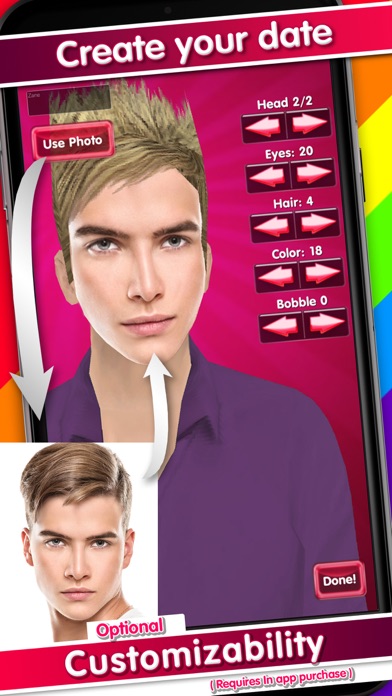 Create your date
Zane
Use Photo
Head 2/2
Eyes: 20
Hair: 4
Color: 18
Bobble 0
Done!
Optional
Customizability
( Requires In app purchase )